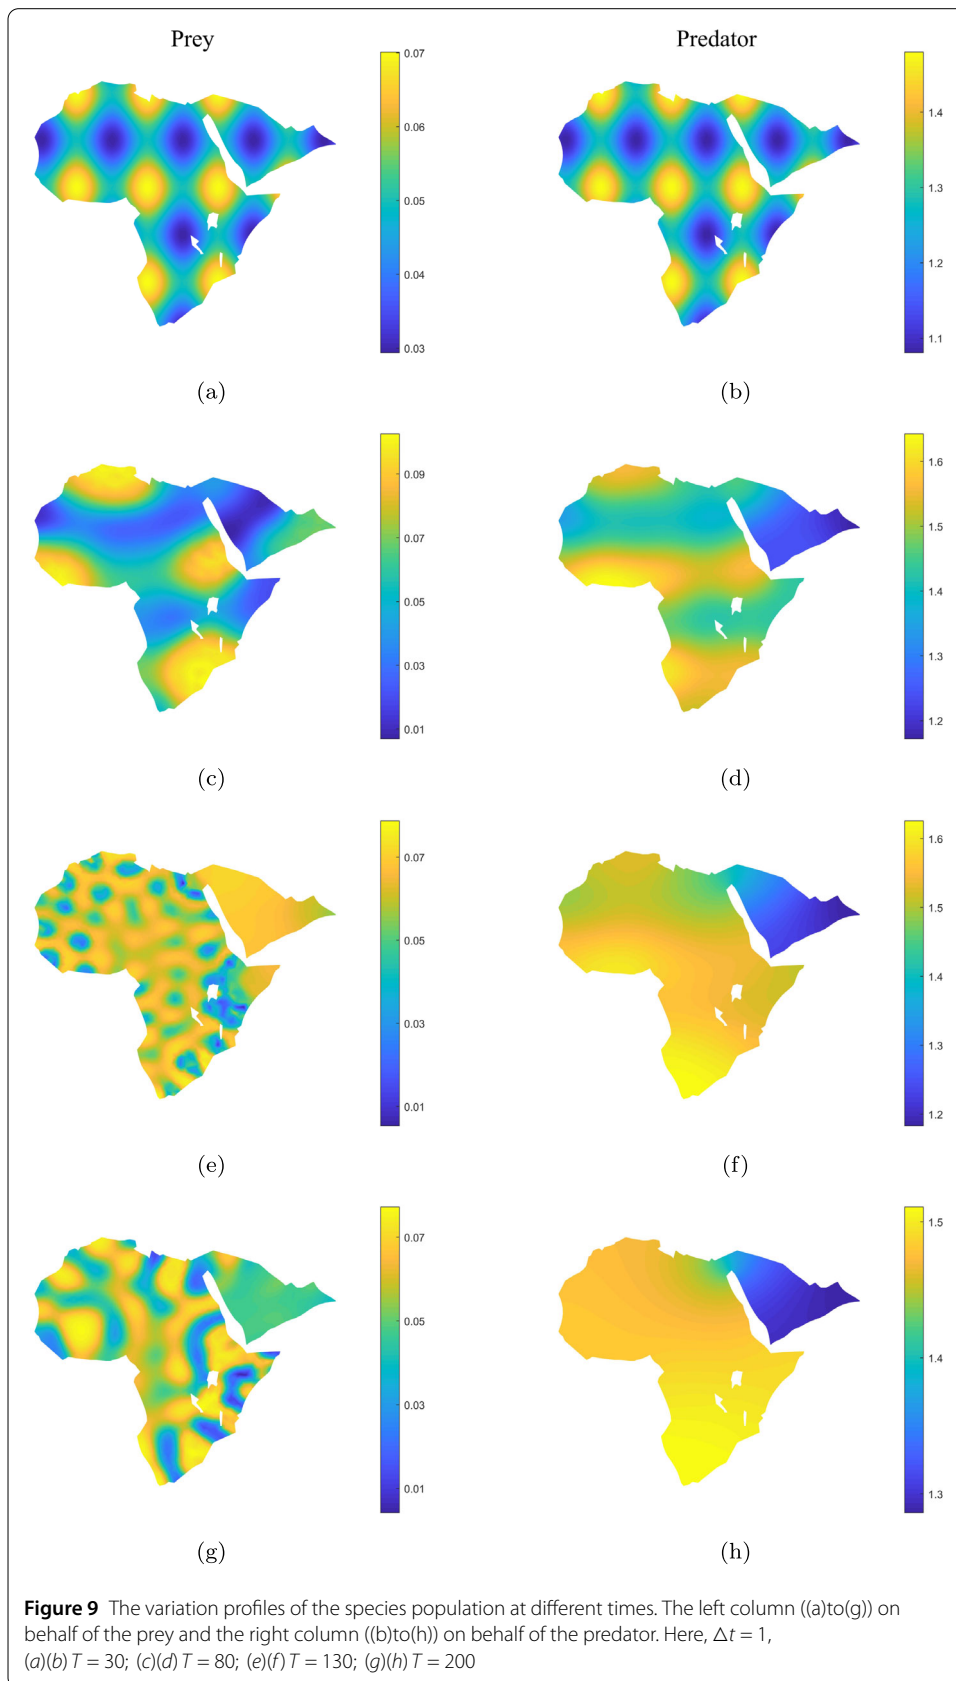 Prey
Predator
0.07
0.06
0.05
0.04
0.03
1.4
1.3
1.2
1.1
(a)
(b)
0.09
0.07
0.05
0.03
0.01
1.6
1.5
1.4
1.3
1.2
(c)
(d)
0.07
0.05
0.03
0.01
1.6
1.5
1.4
1.3
1.2
(e)
(f)
0.07
0.05
0.03
0.01
1.5
1.4
1.3
(g)
(h)
Figure 9 The variation profiles of the species population at different times. The left column ((a)to(g)) on
behalf of the prey and the right column ((b)to(h)) on behalf of the predator. Here, Δt = 1,
(a)(b) T = 30; (c)(d) T = 80; (e)(f) T = 130; (g)(h) T = 200